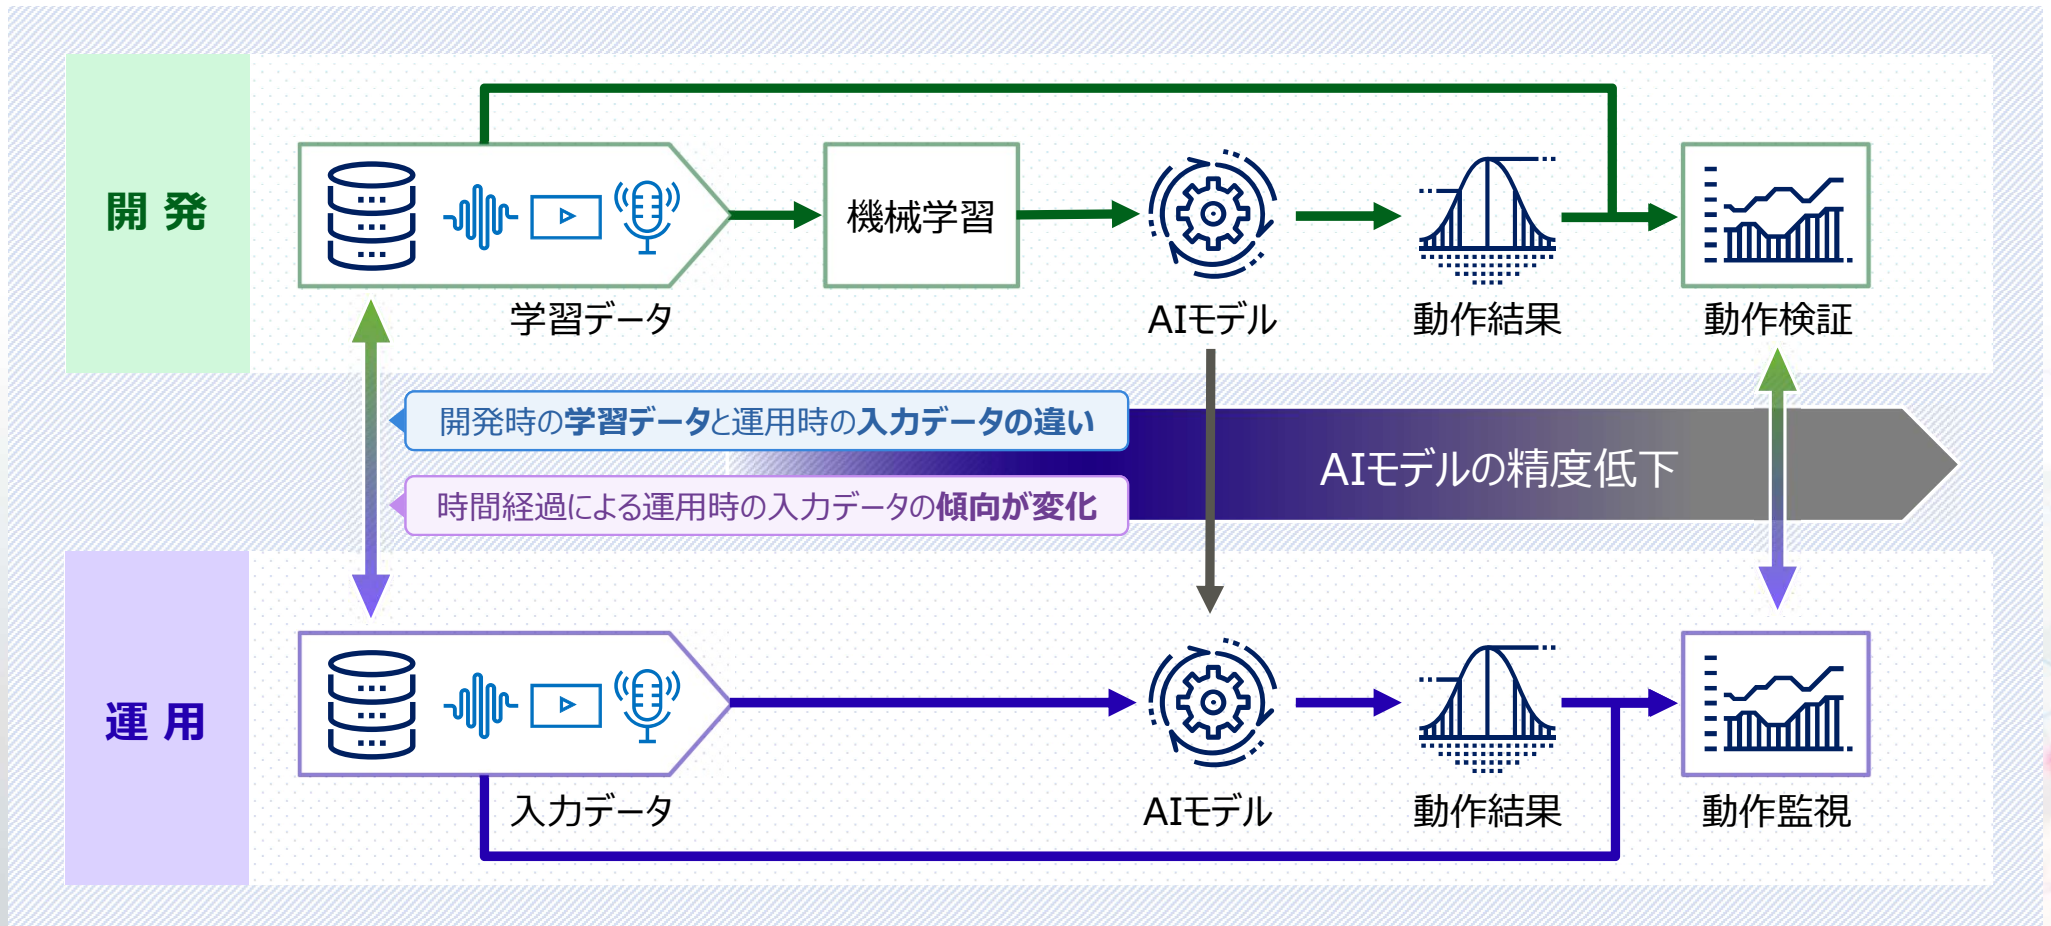 開発
機械学習
学習データ
AIモデル
動作結果
動作検証
開発時の学習データと運用時の入力データの違い
AIモデルの精度低下
時間経過による運用時の入力データの傾向が変化
運用
入力データ
AIモデル
動作結果
動作監視